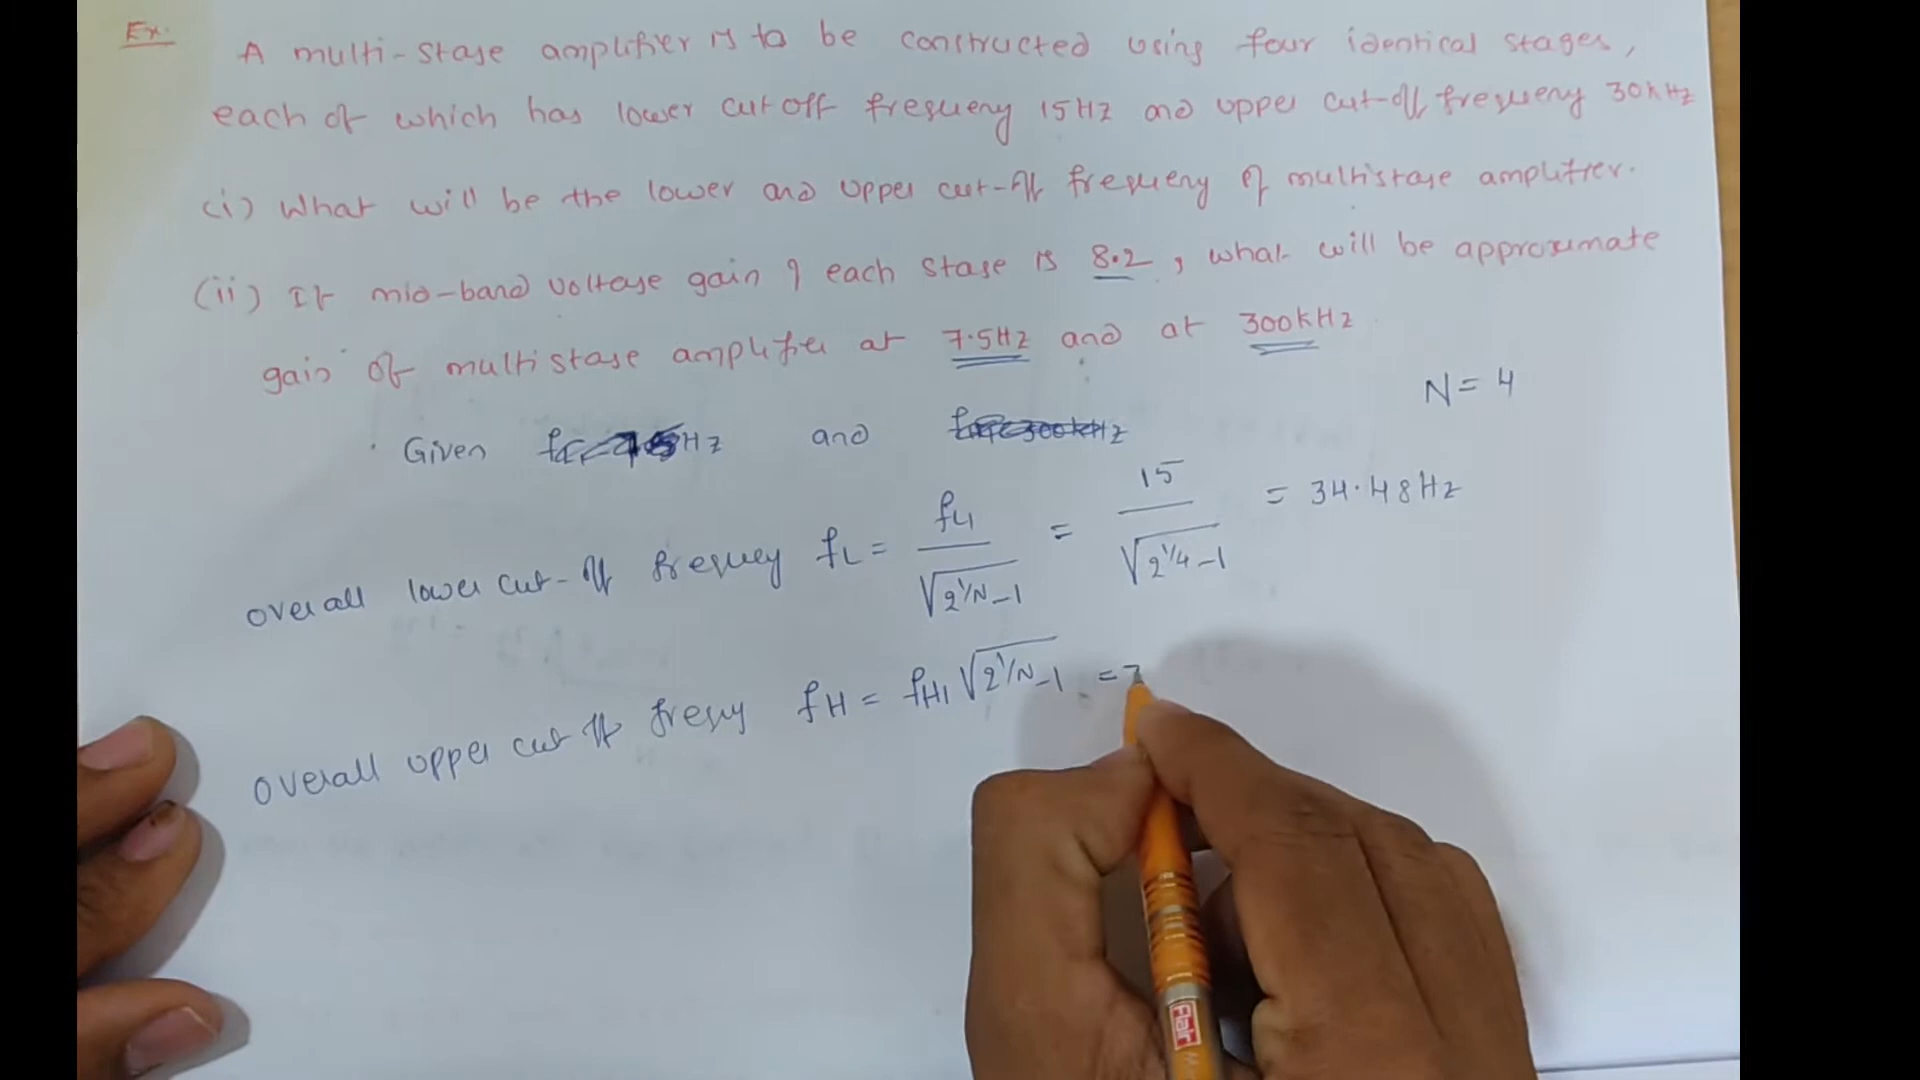 Ex.
A multi-stage amplifier is to be constructed using four identical stages,
each of which has lower cut off frequency 15Hz and upper cut-off frequency 30kHz
(i) What will be the lower and upper cut-off frequency of multistage amplifier.
(ii) If mid-band voltage gain of each stage is 8.2, what will be approximate
gain of multistage amplifier at 7.5Hz and at 300kHz
N = 4
Given Hz and Hz
overall lower cut-off frequency fL = fL1 / √2^1/N-1 = 15 / √2^1/4-1 = 34.48Hz
overall upper cut off frequy fH = fH1 √2^1/N-1 =
Flair